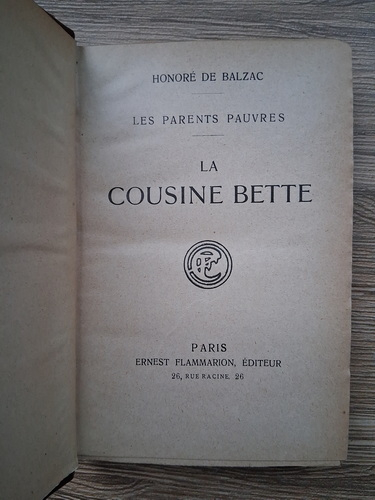 HONORÉ DE BALZAC
LES PARENTS PAUVRES
LA
COUSINE BETTE
PARIS
ERNEST FLAMMARION, ÉDITEUR
26, RUE RACINE, 26